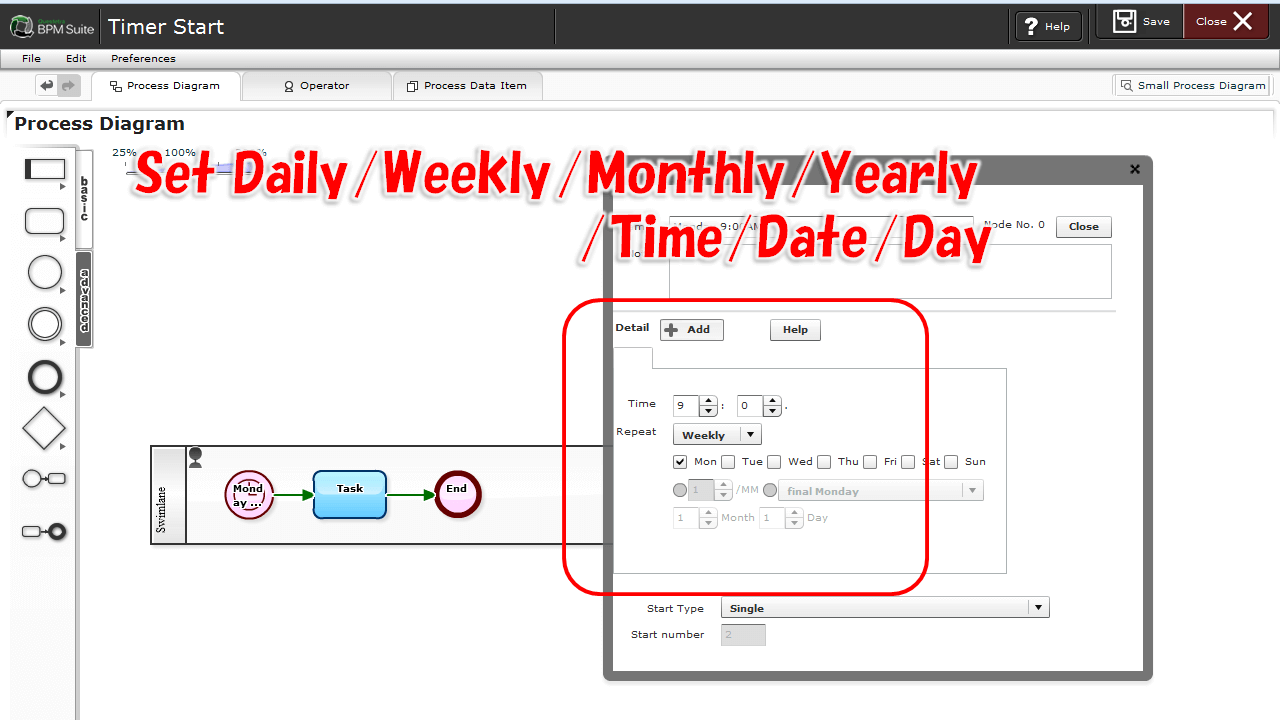 Questetra
BPM Suite
Timer Start
Help
Save
Close
File Edit Preferences
Process Diagram
Operator
Process Data Item
Small Process Diagram
Process Diagram
25% 100%
Set Daily/Weekly/Monthly/Yearly
/Time/Date/Day
basic
advanced
Node No. 0
Close
Detail
Add
Help
Time 9 : 0 .
Repeat Weekly
Mon Tue Wed Thu Fri Sat Sun
1 /MM final Monday
1 Month 1 Day
Swimlane
Mond
ay ...
Task
End
Start Type Single
Start number 2